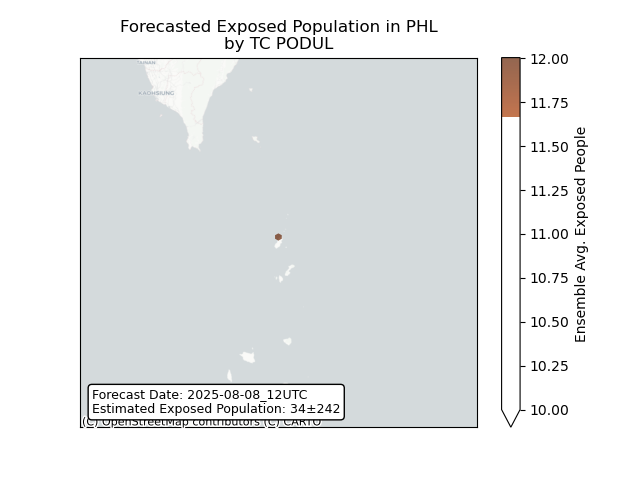 Forecasted Exposed Population in PHL
by TC PODUL
KAOHSIUNG
12.00
11.75
11.50
11.25
11.00
10.75
10.50
10.25
10.00
Ensemble Avg. Exposed People
Forecast Date: 2025-08-08_12UTC
Estimated Exposed Population: 34±242
(C) OpenStreetMap contributors (C) CARTO